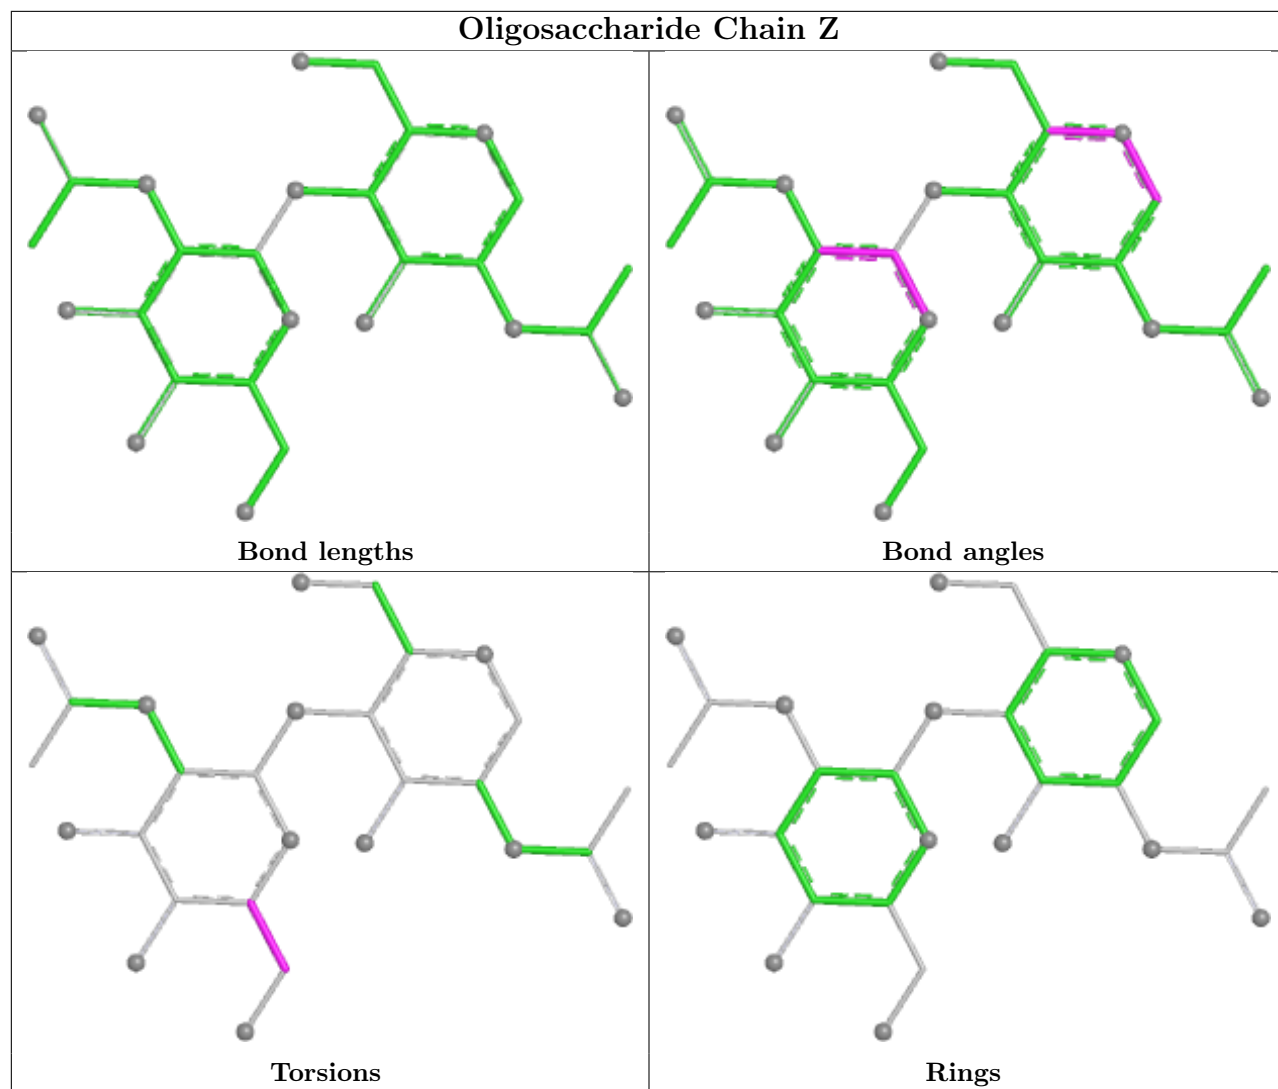 Oligosaccharide Chain Z
Bond lengths
Bond angles
Torsions
Rings